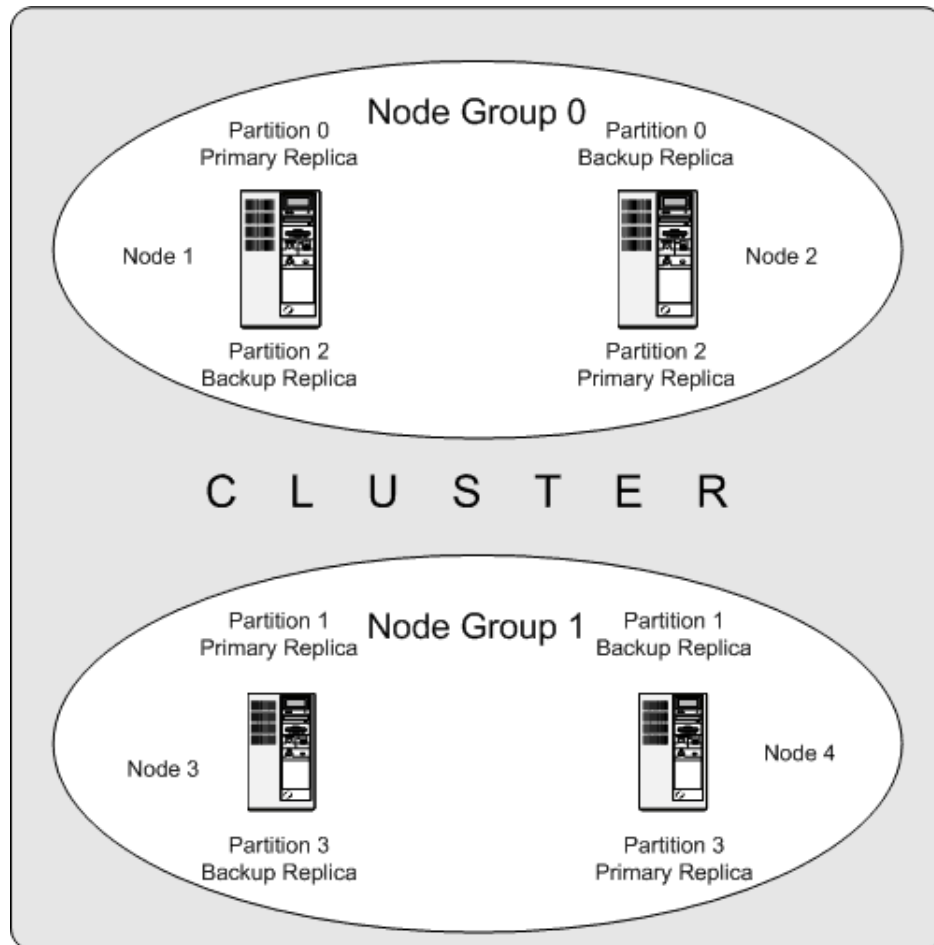 Node Group 0
Partition 0
Primary Replica
Partition 0
Backup Replica
Node 1
Node 2
Partition 2
Backup Replica
Partition 2
Primary Replica
CLUSTER
Node Group 1
Partition 1
Primary Replica
Partition 1
Backup Replica
Node 3
Node 4
Partition 3
Backup Replica
Partition 3
Primary Replica